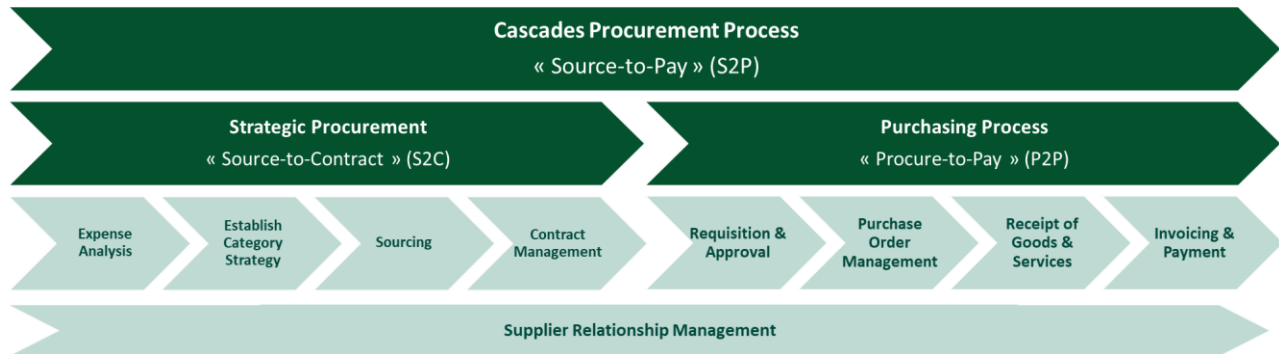 Cascades Procurement Process
« Source-to-Pay » (S2P)
Strategic Procurement
« Source-to-Contract » (S2C)
Purchasing Process
« Procure-to-Pay » (P2P)
Expense
Analysis
Establish
Category
Strategy
Sourcing
Contract
Management
Requisition &
Approval
Purchase
Order
Management
Receipt of
Goods &
Services
Invoicing &
Payment
Supplier Relationship Management